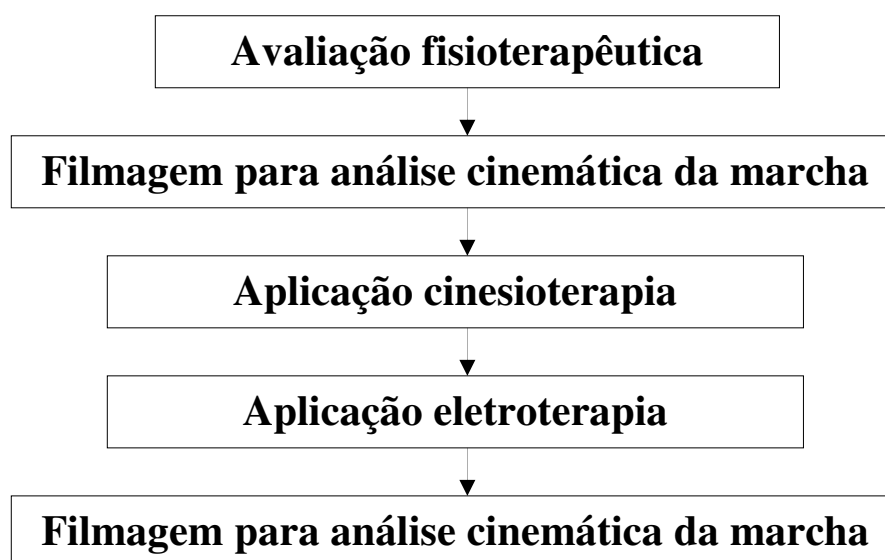 Avaliação fisioterapêutica
Filmagem para análise cinemática da marcha
Aplicação cinesioterapia
Aplicação eletroterapia
Filmagem para análise cinemática da marcha